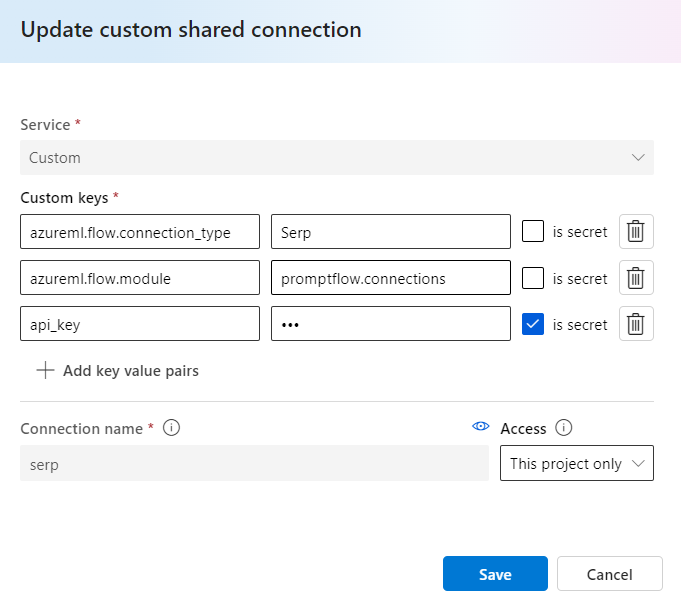 Update custom shared connection
Service *
Custom
Custom keys *
azureml.flow.connection_type Serp is secret
azureml.flow.module promptflow.connections is secret
api_key ••• is secret
Add key value pairs
Connection name * Access
serp This project only
Save Cancel